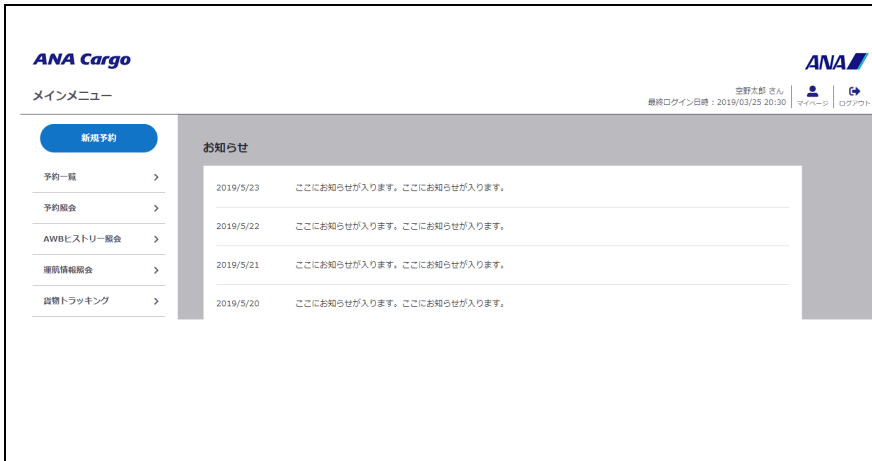 ANA Cargo
ANA
メインメニュー
空野太郎 さん
最終ログイン日時：2019/03/25 20:30
マイページ
ログアウト
新規予約
お知らせ
予約一覧
予約照会
AWBヒストリー照会
運航情報照会
貨物トラッキング
2019/5/23 ここにお知らせが入ります。ここにお知らせが入ります。
2019/5/22 ここにお知らせが入ります。ここにお知らせが入ります。
2019/5/21 ここにお知らせが入ります。ここにお知らせが入ります。
2019/5/20 ここにお知らせが入ります。ここにお知らせが入ります。